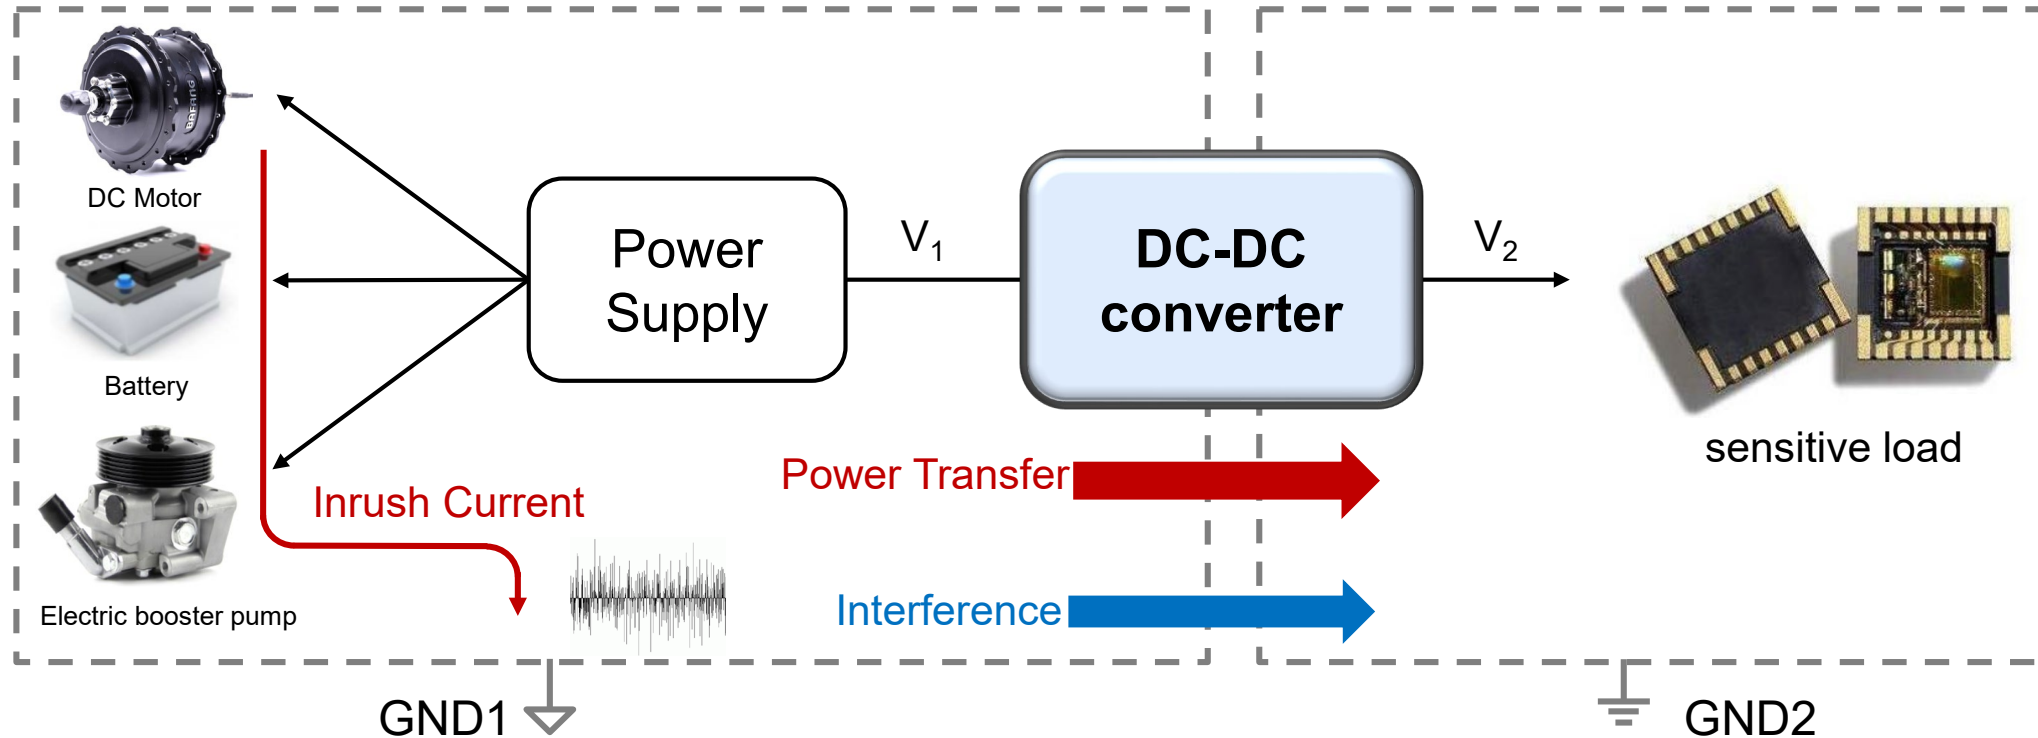 BAFANG
DC Motor
Battery
Electric booster pump
Inrush Current
Power
Supply
V1
DC-DC
converter
V2
Power Transfer
Interference
sensitive load
GND1
GND2